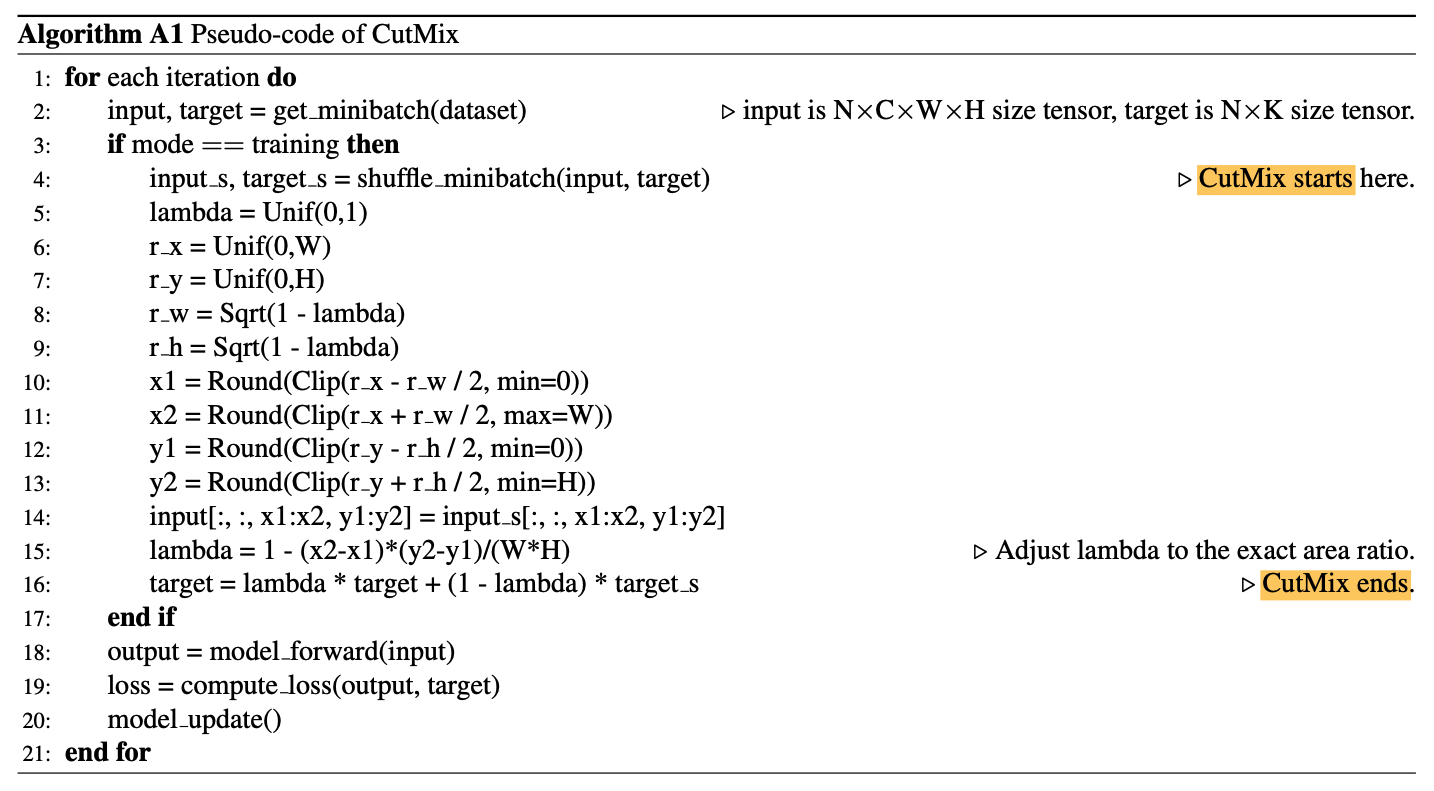 Algorithm A1 Pseudo-code of CutMix
1: for each iteration do
2: input, target = get_minibatch(dataset) ▷ input is N×C×W×H size tensor, target is N×K size tensor.
3: if mode == training then
4: input_s, target_s = shuffle_minibatch(input, target) ▷ CutMix starts here.
5: lambda = Unif(0,1)
6: r_x = Unif(0,W)
7: r_y = Unif(0,H)
8: r_w = Sqrt(1 - lambda)
9: r_h = Sqrt(1 - lambda)
10: x1 = Round(Clip(r_x - r_w / 2, min=0))
11: x2 = Round(Clip(r_x + r_w / 2, max=W))
12: y1 = Round(Clip(r_y - r_h / 2, min=0))
13: y2 = Round(Clip(r_y + r_h / 2, min=H))
14: input[:, :, x1:x2, y1:y2] = input_s[:, :, x1:x2, y1:y2]
15: lambda = 1 - (x2-x1)*(y2-y1)/(W*H) ▷ Adjust lambda to the exact area ratio.
16: target = lambda * target + (1 - lambda) * target_s ▷ CutMix ends.
17: end if
18: output = model_forward(input)
19: loss = compute_loss(output, target)
20: model_update()
21: end for